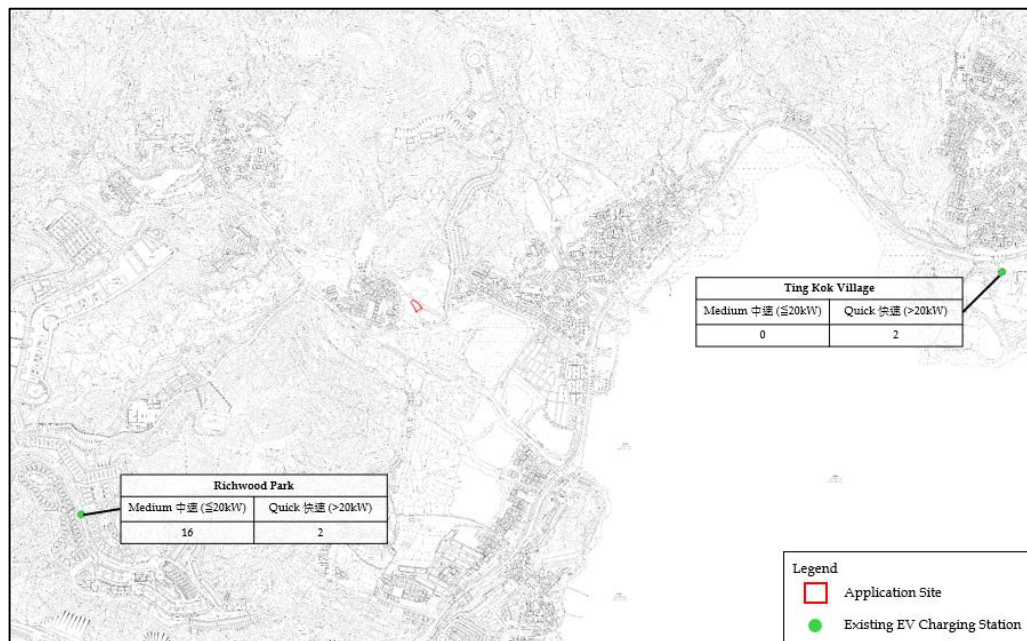 Ting Kok Village
Medium 中速 (≦20kW) Quick 快速 (>20kW)
0 2
Richwood Park
Medium 中速 (≦20kW) Quick 快速 (>20kW)
16 2
Legend
Application Site
Existing EV Charging Station